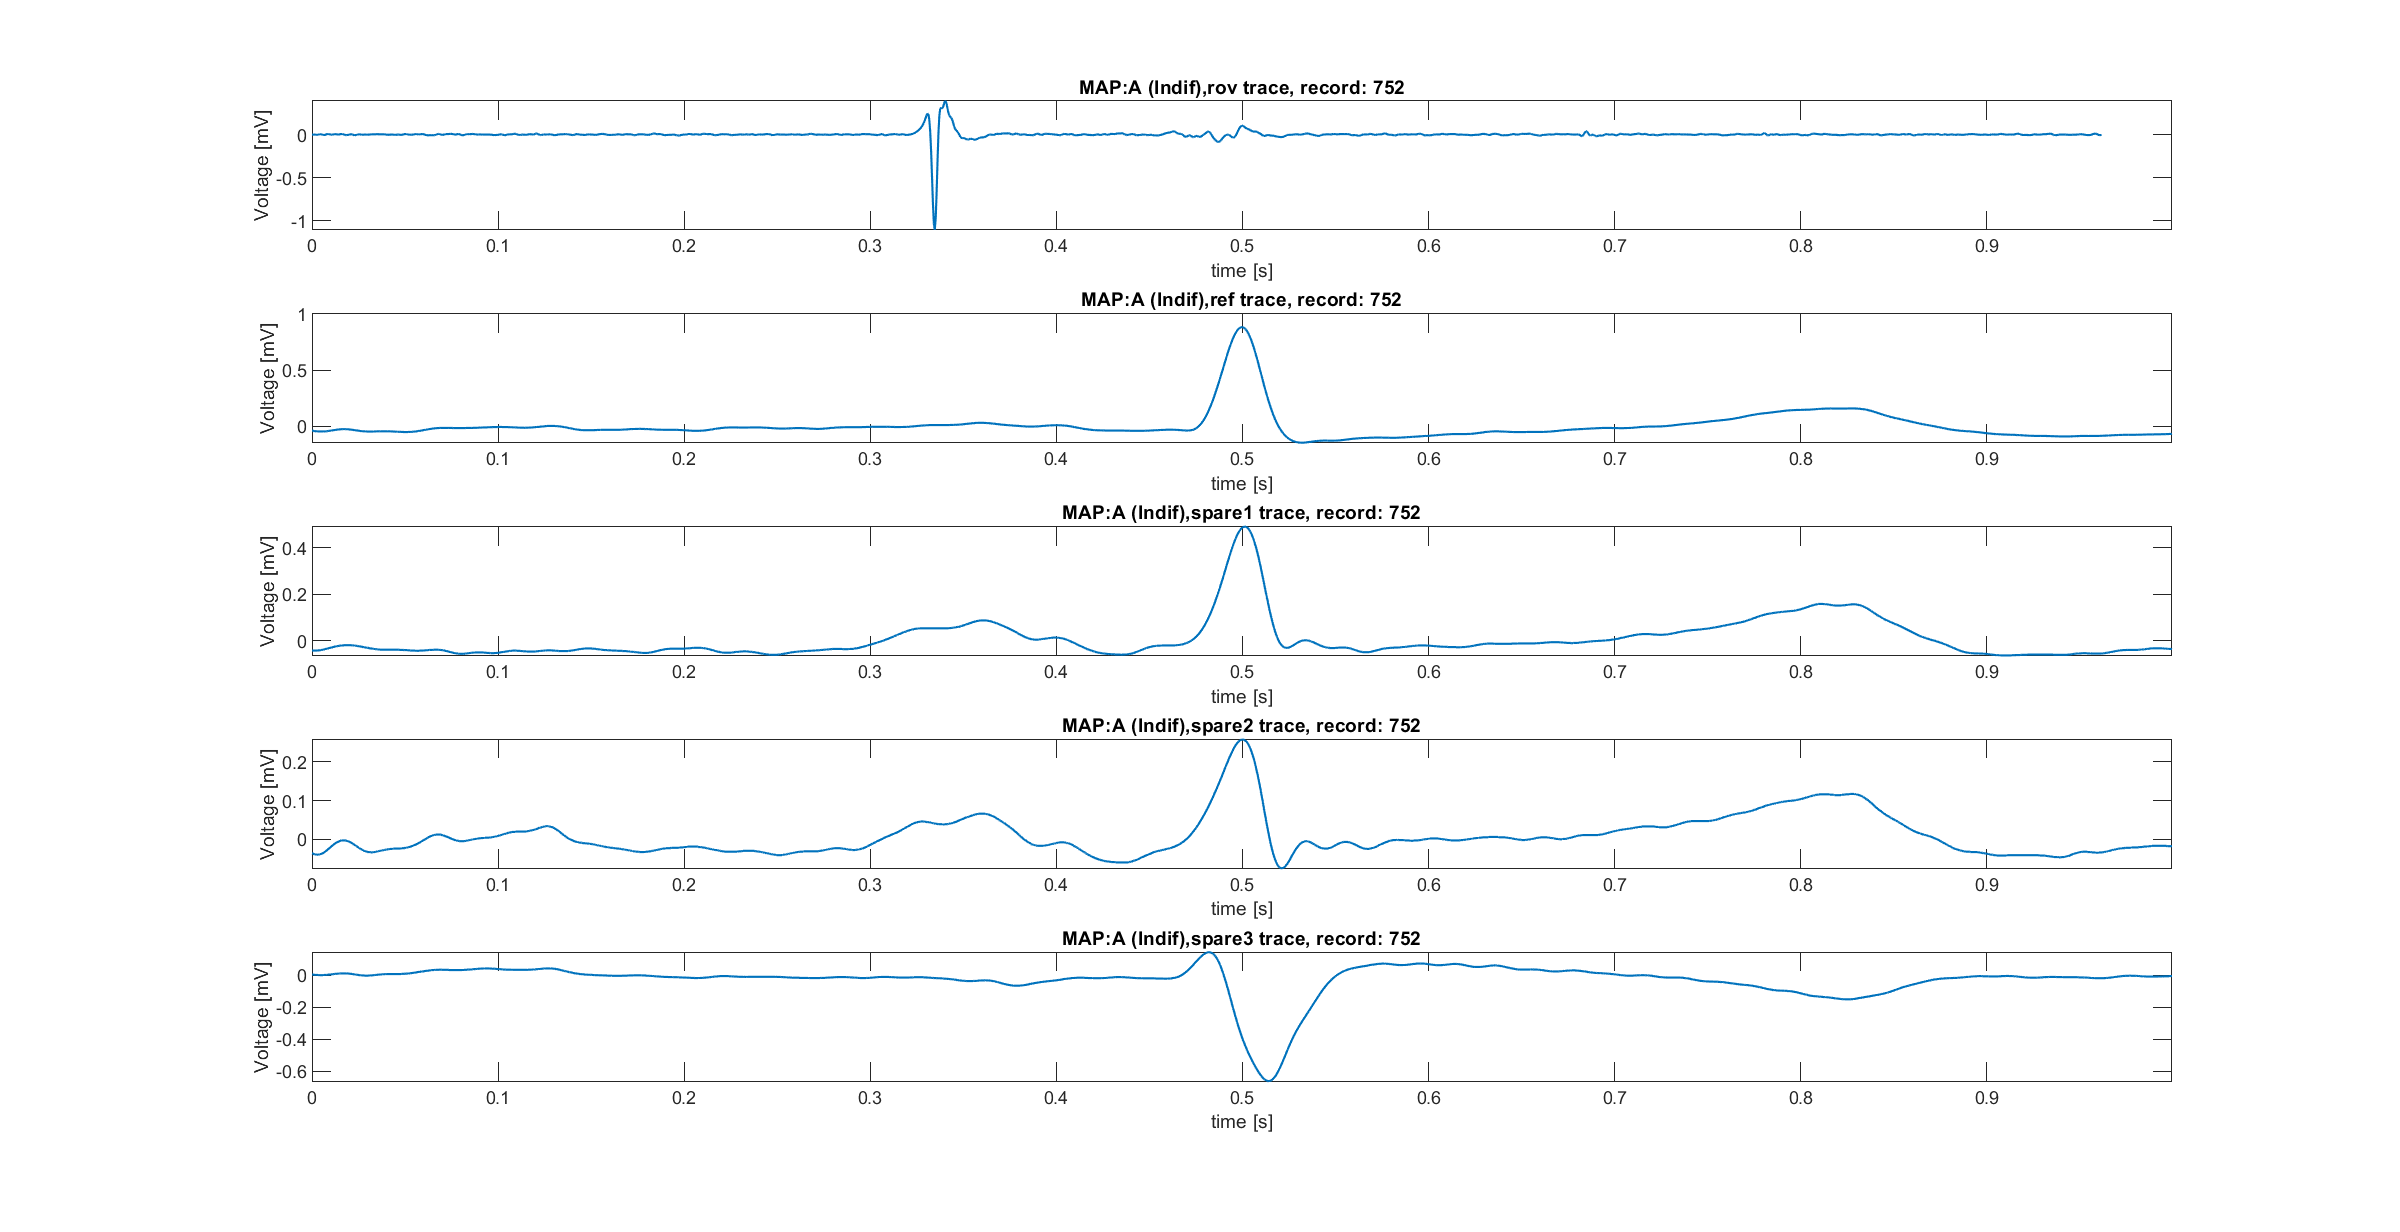 MAP:A (Indif),rov trace, record: 752
Voltage [mV]
0
-0.5
-1
0 0.1 0.2 0.3 0.4 0.5 0.6 0.7 0.8 0.9
time [s]
MAP:A (Indif),ref trace, record: 752
Voltage [mV]
1
0.5
0
0 0.1 0.2 0.3 0.4 0.5 0.6 0.7 0.8 0.9
time [s]
MAP:A (Indif),spare1 trace, record: 752
Voltage [mV]
0.4
0.2
0
0 0.1 0.2 0.3 0.4 0.5 0.6 0.7 0.8 0.9
time [s]
MAP:A (Indif),spare2 trace, record: 752
Voltage [mV]
0.2
0.1
0
0 0.1 0.2 0.3 0.4 0.5 0.6 0.7 0.8 0.9
time [s]
MAP:A (Indif),spare3 trace, record: 752
Voltage [mV]
0
-0.2
-0.4
-0.6
0 0.1 0.2 0.3 0.4 0.5 0.6 0.7 0.8 0.9
time [s]